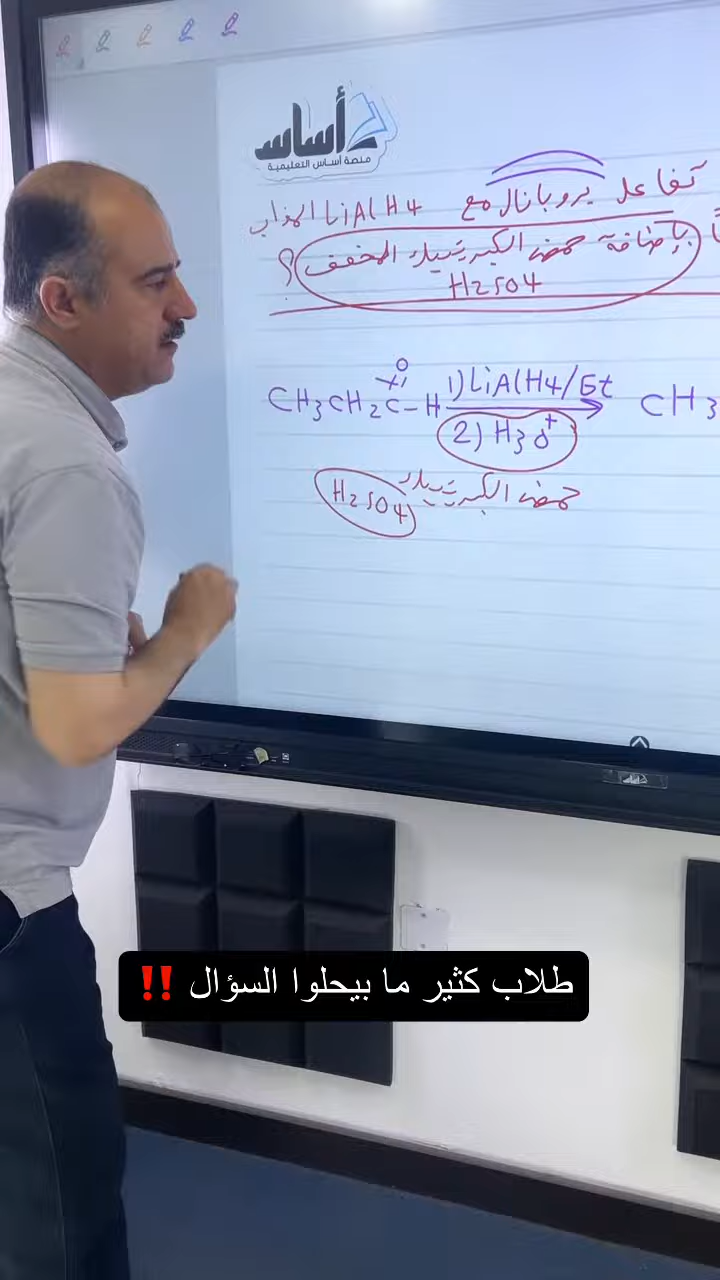 أساس
منصة أساس التعليمية
تفاعل بروبانال مع LiAlH4 المذاب
بإضافة حمض الكبريتيك المخفف ؟
H2SO4
O
CH3CH2C-H 1) LiAlH4/Et CH3
2) H3O+
حمض الكبريتيك H2SO4
طلاب كثير ما بيحلوا السؤال ‼️